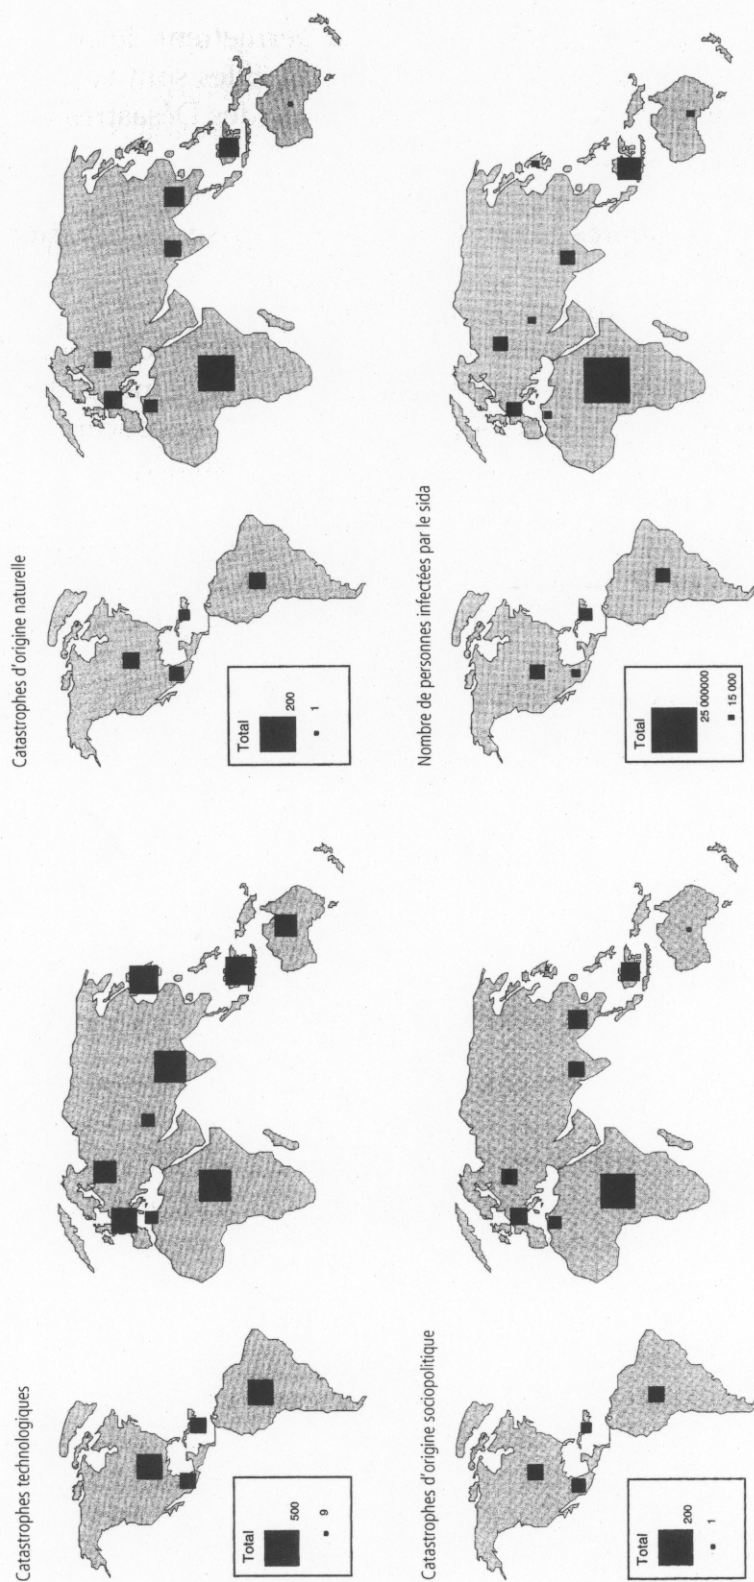 Catastrophes technologiques
Total
500
9
Catastrophes d'origine naturelle
Total
200
1
Catastrophes d'origine sociopolitique
Total
200
1
Nombre de personnes infectées par le sida
Total
25 000000
15 000